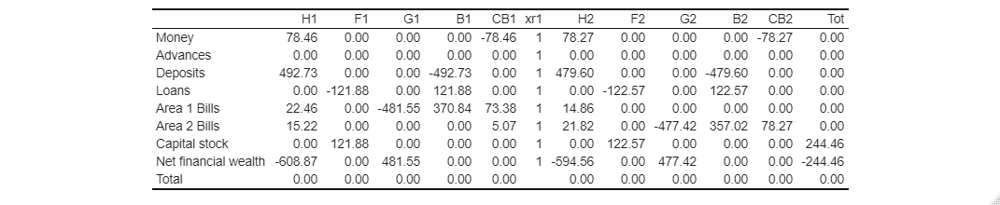 H1 F1 G1 B1 CB1 xr1 H2 F2 G2 B2 CB2 Tot
Money 78.46 0.00 0.00 0.00 -78.46 1 78.27 0.00 0.00 0.00 -78.27 0.00
Advances 0.00 0.00 0.00 0.00 0.00 1 0.00 0.00 0.00 0.00 0.00 0.00
Deposits 492.73 0.00 0.00 -492.73 0.00 1 479.60 0.00 0.00 -479.60 0.00 0.00
Loans 0.00 -121.88 0.00 121.88 0.00 1 0.00 -122.57 0.00 122.57 0.00 0.00
Area 1 Bills 22.46 0.00 -481.55 370.84 73.38 1 14.86 0.00 0.00 0.00 0.00 0.00
Area 2 Bills 15.22 0.00 0.00 0.00 5.07 1 21.82 0.00 -477.42 357.02 78.27 0.00
Capital stock 0.00 121.88 0.00 0.00 0.00 1 0.00 122.57 0.00 0.00 0.00 244.46
Net financial wealth -608.87 0.00 481.55 0.00 0.00 1 -594.56 0.00 477.42 0.00 0.00 -244.46
Total 0.00 0.00 0.00 0.00 0.00 0.00 0.00 0.00 0.00 0.00 0.00